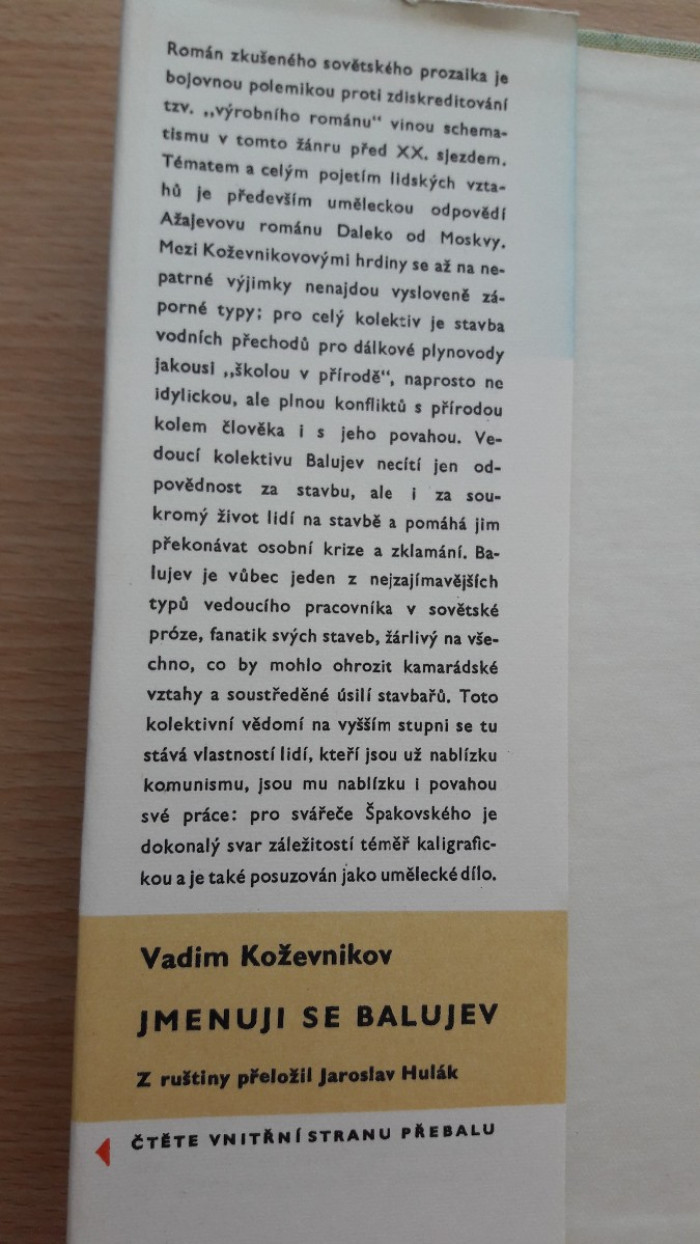 Román zkušeného sovětského prozaika je
bojovnou polemikou proti zdiskreditování
tzv. „výrobního románu“ vinou schema-
tismu v tomto žánru před XX. sjezdem.
Tématem a celým pojetím lidských vzta-
hů je především uměleckou odpovědí
Ažajevovu románu Daleko od Moskvy.
Mezi Koževnikovovými hrdiny se až na ne-
patrné výjimky nenajdou vysloveně zá-
porné typy; pro celý kolektiv je stavba
vodních přechodů pro dálkové plynovody
jakousi „školou v přírodě“, naprosto ne
idylickou, ale plnou konfliktů s přírodou
kolem člověka i s jeho povahou. Ve-
doucí kolektivu Balujev necítí jen od-
povědnost za stavbu, ale i za sou-
kromý život lidí na stavbě a pomáhá jim
překonávat osobní krize a zklamání. Ba-
lujev je vůbec jeden z nejzajímavějších
typů vedoucího pracovníka v sovětské
próze, fanatik svých staveb, žárlivý na vše-
chno, co by mohlo ohrozit kamarádské
vztahy a soustředěné úsilí stavbařů. Toto
kolektivní vědomí na vyšším stupni se tu
stává vlastností lidí, kteří jsou už nablízku
komunismu, jsou mu nablízku i povahou
své práce: pro svářeče Špakovského je
dokonalý svar záležitostí téměř kaligrafic-
kou a je také posuzován jako umělecké dílo.
Vadim Koževnikov
JMENUJI SE BALUJEV
Z ruštiny přeložil Jaroslav Hulák
ČTĚTE VNITŘNÍ STRANU PŘEBALU